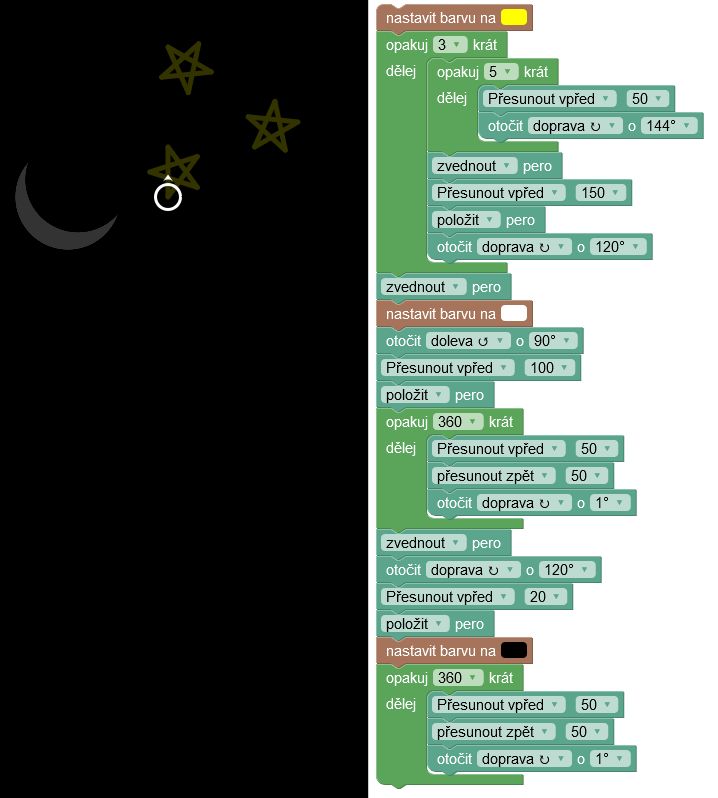 nastavit barvu na
opakuj 3 krát
dělej opakuj 5 krát
dělej Přesunout vpřed 50
otočit doprava ↻ o 144°
zvednout pero
Přesunout vpřed 150
položit pero
otočit doprava ↻ o 120°
zvednout pero
nastavit barvu na
otočit doleva ↺ o 90°
Přesunout vpřed 100
položit pero
opakuj 360 krát
dělej Přesunout vpřed 50
přesunout zpět 50
otočit doprava ↻ o 1°
zvednout pero
otočit doprava ↻ o 120°
Přesunout vpřed 20
položit pero
nastavit barvu na
opakuj 360 krát
dělej Přesunout vpřed 50
přesunout zpět 50
otočit doprava ↻ o 1°